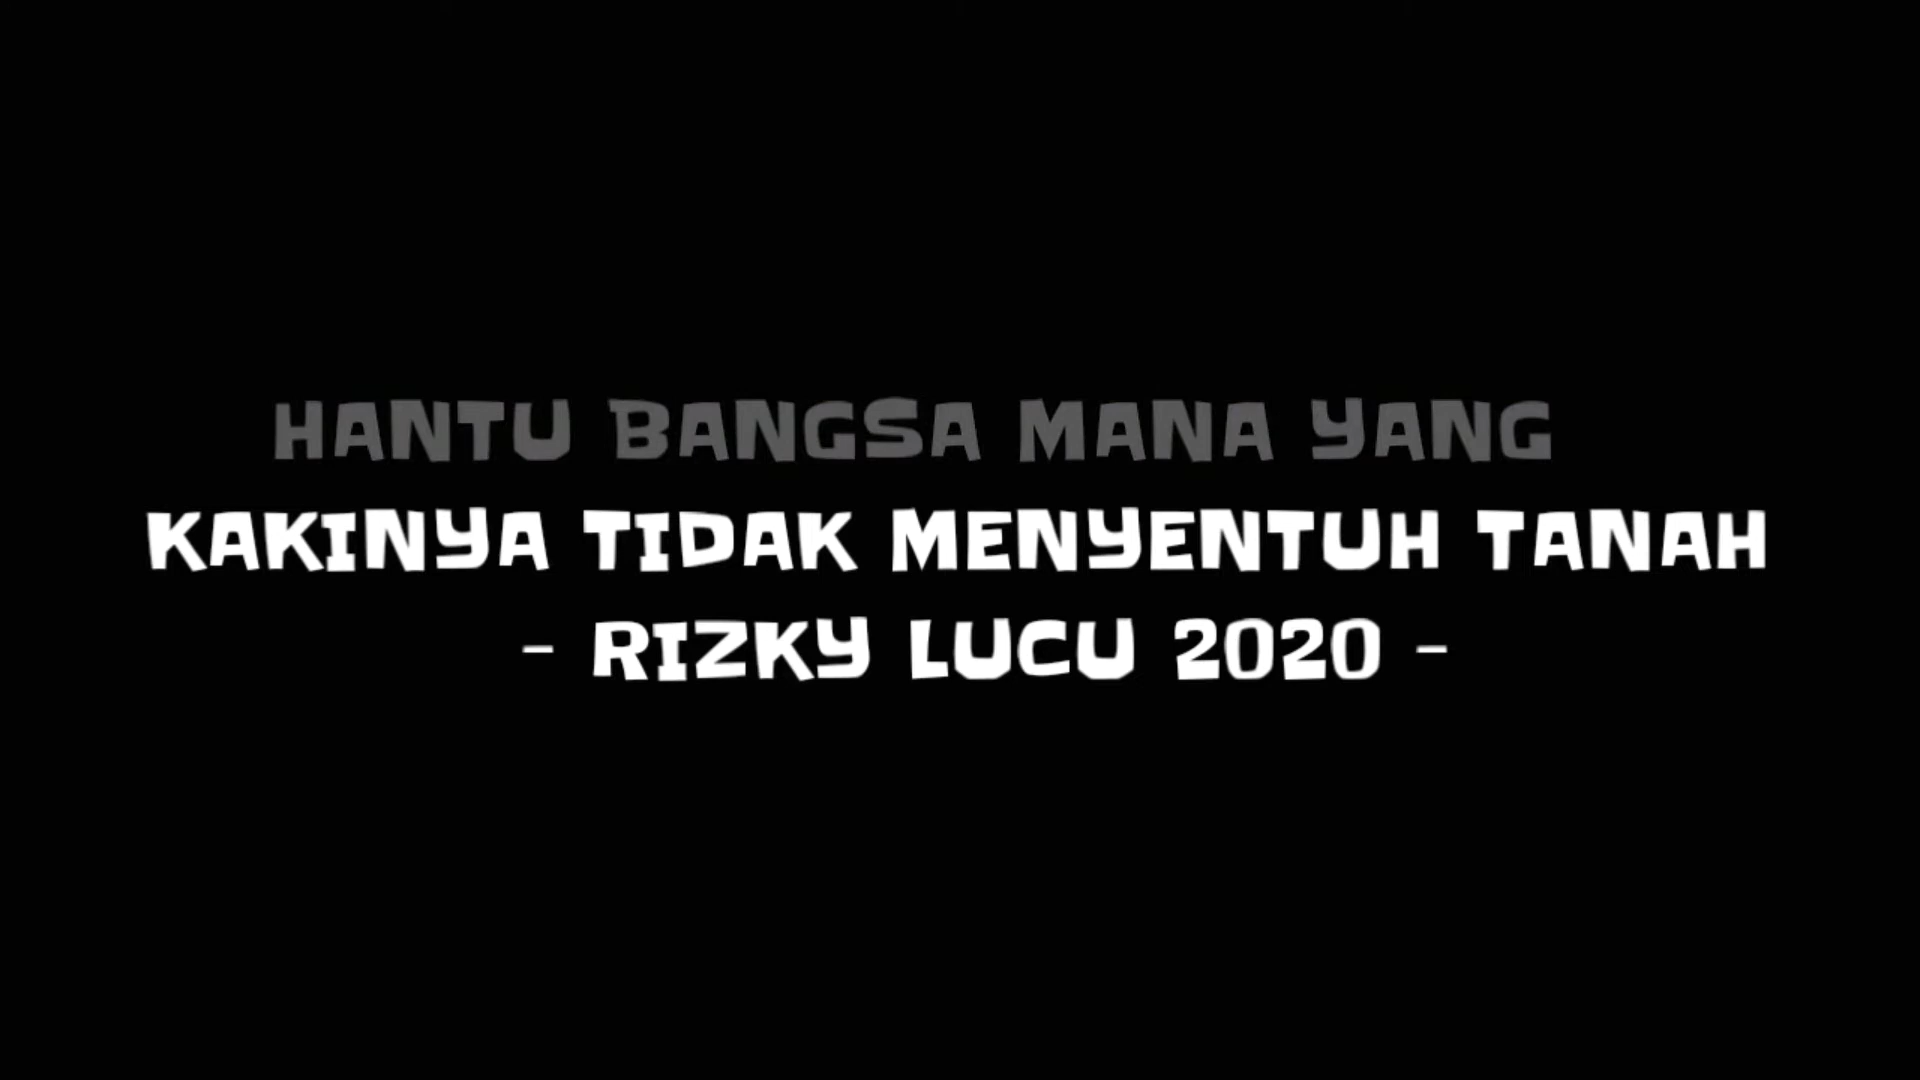 HANTU BANGSA MANA YANG
KAKINYA TIDAK MENYENTUH TANAH
- RIZKY LUCU 2020 -